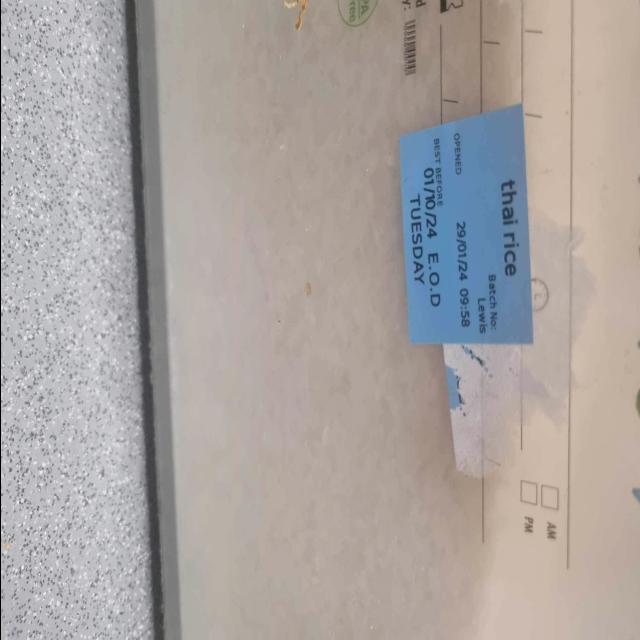 thai rice
Batch No:
Lewis
OPENED
29/01/24 09:58
BEST BEFORE
01/10/24 E.O.D
TUESDAY
AM
PM